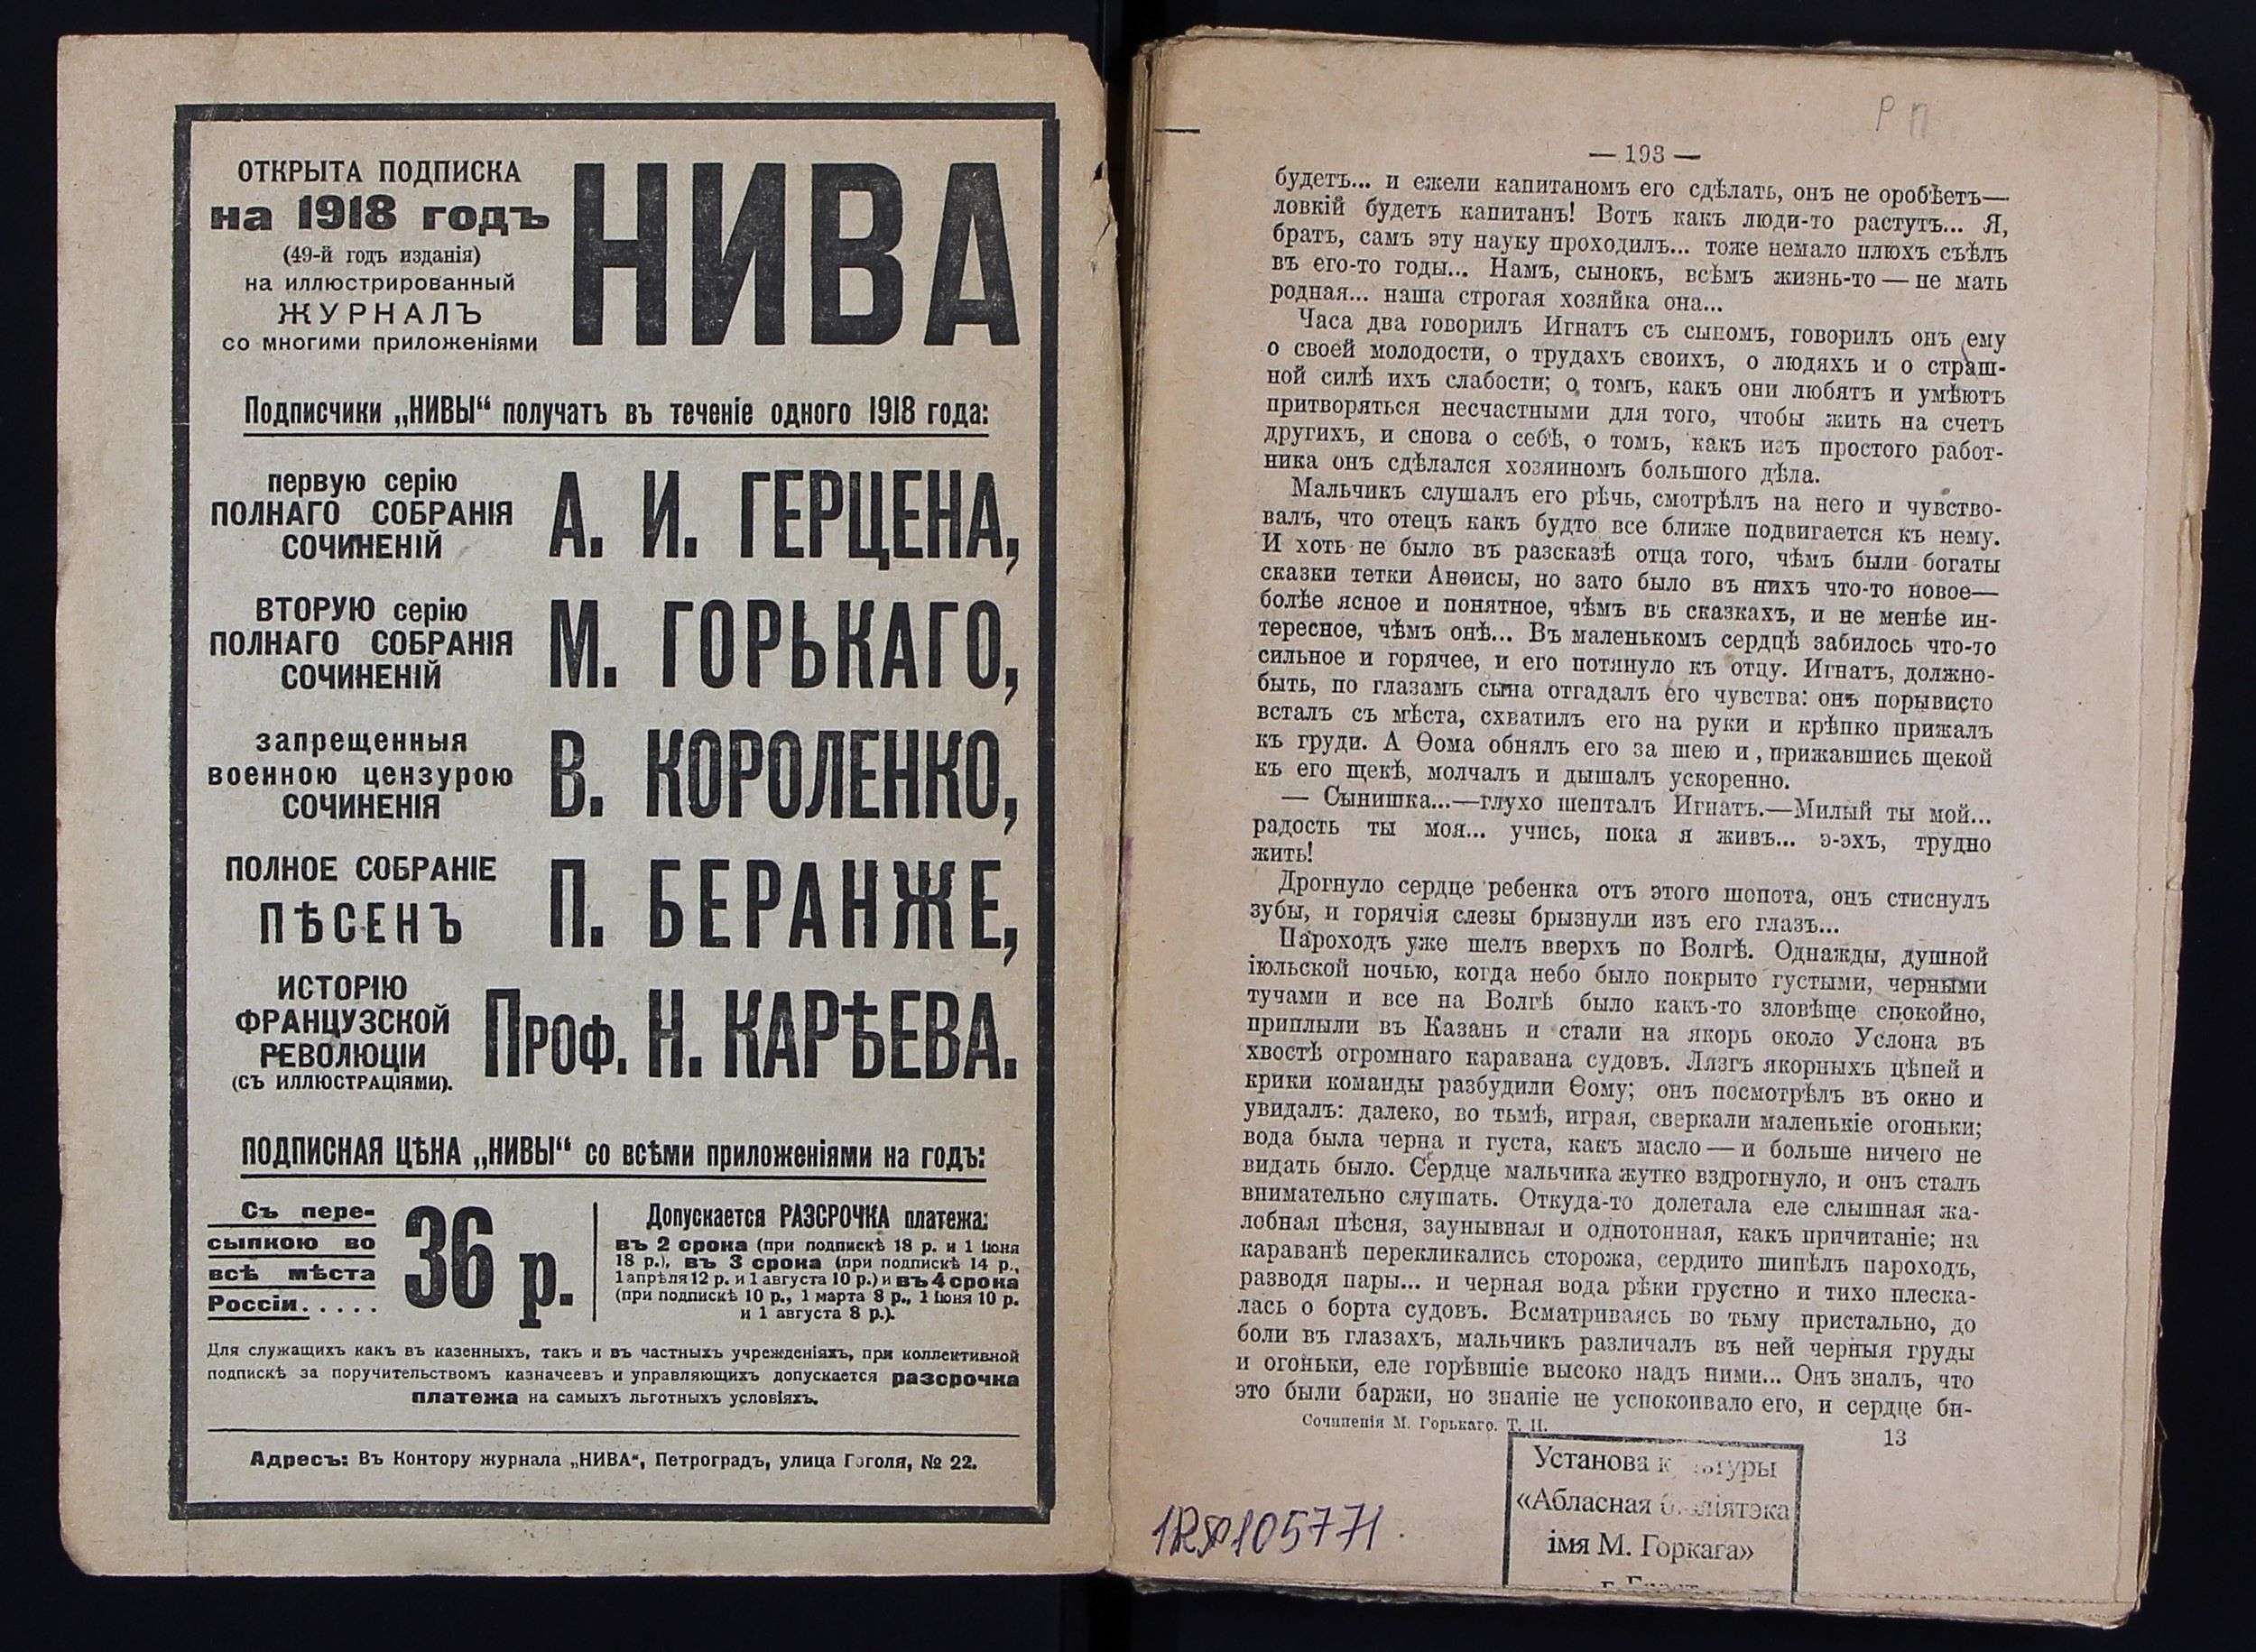 ОТКРЫТА ПОДПИСКА
на 1918 годъ
(49-й годъ изданія)
на иллюстрированный
ЖУРНАЛЪ
со многими приложеніями
НИВА
Подписчики „НИВЫ“ получатъ въ теченіе одного 1918 года:
первую серію
ПОЛНАГО СОБРАНІЯ
СОЧИНЕНІЙ
А. И. ГЕРЦЕНА,
ВТОРУЮ серію
ПОЛНАГО СОБРАНІЯ
СОЧИНЕНІЙ
М. ГОРЬКАГО,
запрещенныя
военною цензурою
СОЧИНЕНІЯ
В. КОРОЛЕНКО,
ПОЛНОЕ СОБРАНІЕ
ПѢСЕНЪ
П. БЕРАНЖЕ,
ИСТОРІЮ
ФРАНЦУЗСКОЙ
РЕВОЛЮЦІИ
(СЪ ИЛЛЮСТРАЦІЯМИ).
Проф. Н. КАРѢЕВА.
ПОДПИСНАЯ ЦѢНА „НИВЫ“ со всѣми приложеніями на годъ:
Съ пере-
сылкою во
всѣ мѣста
Россіи.....
36 р.
Допускается РАЗСРОЧКА платежа:
въ 2 срока (при подпискѣ 18 р. и 1 іюня
18 р.), въ 3 срока (при подпискѣ 14 р.,
1 апрѣля 12 р. и 1 августа 10 р.) и въ 4 срока
(при подпискѣ 10 р., 1 марта 8 р., 1 іюня 10 р.
и 1 августа 8 р.).
Для служащихъ какъ въ казенныхъ, такъ и въ частныхъ учрежденіяхъ, при коллективной
подпискѣ за поручительствомъ казначеевъ и управляющихъ допускается разсрочка
платежа на самыхъ льготныхъ условіяхъ.
Адресъ: Въ Контору журнала „НИВА“, Петроградъ, улица Гоголя, № 22.
Р П
— 193 —
будетъ... и ежели капитаномъ его сдѣлать, онъ не оробѣетъ—
ловкій будетъ капитанъ! Вотъ какъ люди-то растутъ... Я,
братъ, самъ эту науку проходилъ... тоже немало плюхъ съѣлъ
въ его-то годы... Намъ, сынокъ, всѣмъ жизнь-то — не мать
родная... наша строгая хозяйка она...
Часа два говорилъ Игнатъ съ сыномъ, говорилъ онъ ему
о своей молодости, о трудахъ своихъ, о людяхъ и о страш-
ной силѣ ихъ слабости; о томъ, какъ они любятъ и умѣютъ
притворяться несчастными для того, чтобы жить на счетъ
другихъ, и снова о себѣ, о томъ, какъ изъ простого работ-
ника онъ сдѣлался хозяиномъ большого дѣла.
Мальчикъ слушалъ его рѣчь, смотрѣлъ на него и чувство-
валъ, что отецъ какъ будто все ближе подвигается къ нему.
И хоть не было въ разсказѣ отца того, чѣмъ были богаты
сказки тетки Анѳисы, но зато было въ нихъ что-то новое—
болѣе ясное и понятное, чѣмъ въ сказкахъ, и не менѣе ин-
тересное, чѣмъ онѣ... Въ маленькомъ сердцѣ забилось что-то
сильное и горячее, и его потянуло къ отцу. Игнатъ, должно-
быть, по глазамъ сына отгадалъ его чувства: онъ порывисто
всталъ съ мѣста, схватилъ его на руки и крѣпко прижалъ
къ груди. А Ѳома обнялъ его за шею и, прижавшись щекой
къ его щекѣ, молчалъ и дышалъ ускоренно.
— Сынишка...—глухо шепталъ Игнатъ.—Милый ты мой...
радость ты моя... учись, пока я живъ... э-эхъ, трудно
жить!
Дрогнуло сердце ребенка отъ этого шопота, онъ стиснулъ
зубы, и горячія слезы брызнули изъ его глазъ...
Пароходъ уже шелъ вверхъ по Волгѣ. Однажды, душной
іюльской ночью, когда небо было покрыто густыми, черными
тучами и все на Волгѣ было какъ-то зловѣще спокойно,
приплыли въ Казань и стали на якорь около Услона въ
хвостѣ огромнаго каравана судовъ. Лязгъ якорныхъ цѣпей и
крики команды разбудили Ѳому; онъ посмотрѣлъ въ окно и
увидалъ: далеко, во тьмѣ, играя, сверкали маленькіе огоньки;
вода была черна и густа, какъ масло — и больше ничего не
видать было. Сердце мальчика жутко вздрогнуло, и онъ сталъ
внимательно слушать. Откуда-то долетала еле слышная жа-
лобная пѣсня, заунывная и однотонная, какъ причитаніе; на
караванѣ перекликались сторожа, сердито шипѣлъ пароходъ,
разводя пары... и черная вода рѣки грустно и тихо плеска-
лась о борта судовъ. Всматриваясь во тьму пристально, до
боли въ глазахъ, мальчикъ различалъ въ ней черныя груды
и огоньки, еле горѣвшіе высоко надъ ними... Онъ зналъ, что
это были баржи, но знаніе не успокоивало его, и сердце би-
Сочиненія М. Горькаго. Т. II.
13
Установа
«Абласная бібліятэка
імя М. Горкага»